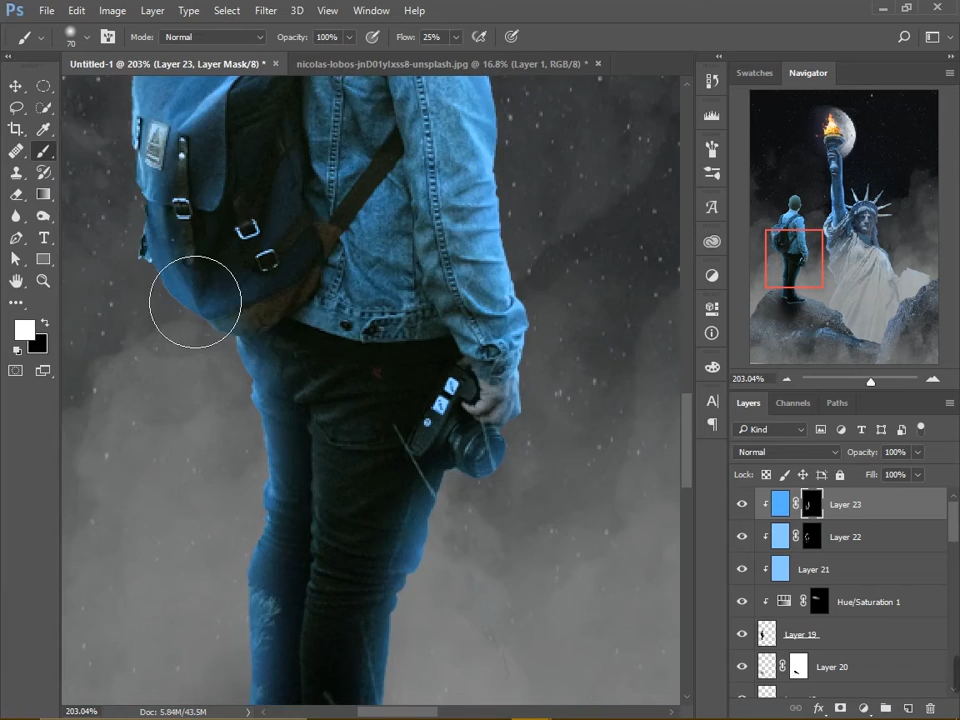 Ps File Edit Image Layer Type Select Filter 3D View Window Help
70 Mode: Normal Opacity: 100% Flow: 25%
Untitled-1 @ 203% (Layer 23, Layer Mask/8) * × nicolas-lobos-jnD01ylxss8-unsplash.jpg @ 16.8% (Layer 1, RGB/8) * ×
Swatches Navigator
203.04%
Layers Channels Paths
Kind
Normal Opacity: 100%
Lock: Fill: 100%
Layer 23
Layer 22
Layer 21
Hue/Saturation 1
Layer 19
Layer 20
203.04% Doc: 5.84M/43.5M